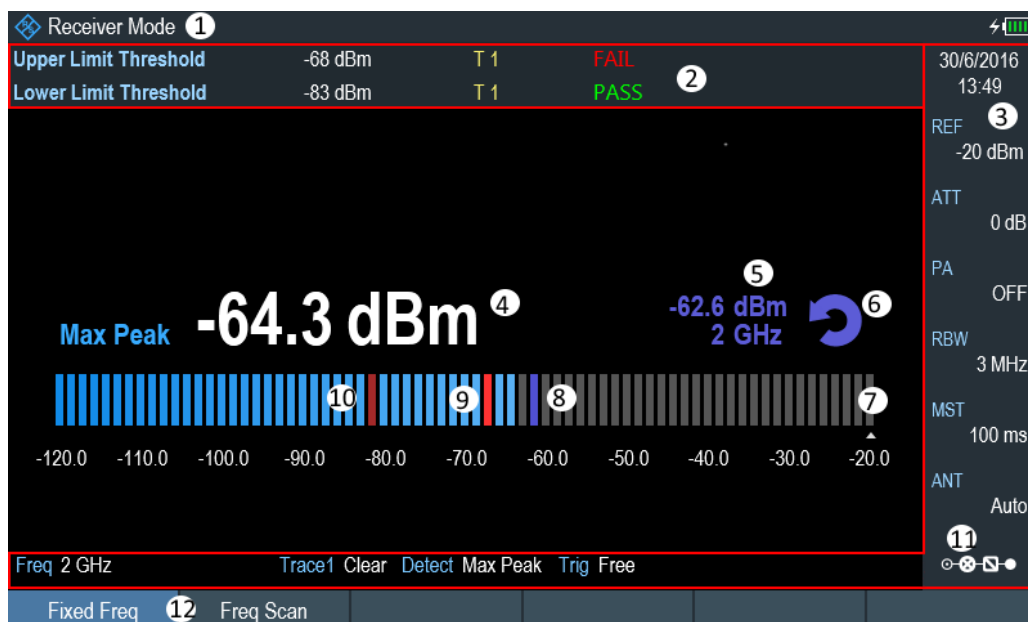 Receiver Mode 1
Upper Limit Threshold -68 dBm T 1 FAIL
Lower Limit Threshold -83 dBm T 1 PASS
2
30/6/2016
13:49
3
REF
-20 dBm
ATT
0 dB
PA
OFF
RBW
3 MHz
MST
100 ms
ANT
Auto
11
Max Peak -64.3 dBm 4
5
-62.6 dBm
2 GHz
6
10 9 8 7
-120.0 -110.0 -100.0 -90.0 -80.0 -70.0 -60.0 -50.0 -40.0 -30.0 -20.0
Freq 2 GHz Trace1 Clear Detect Max Peak Trig Free
Fixed Freq 12 Freq Scan